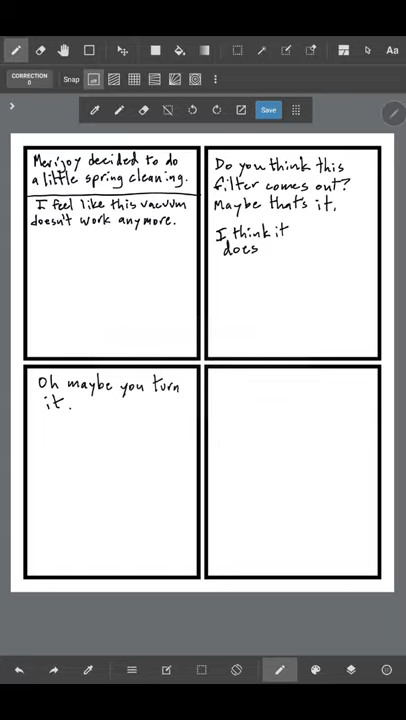 CORRECTION
0
Snap
Aa
Save
Merijoy decided to do
a little spring cleaning.
I feel like this vacuum
doesn't work anymore.
Do you think this
filter comes out?
Maybe that's it.
I think it
does
Oh maybe you turn
it.